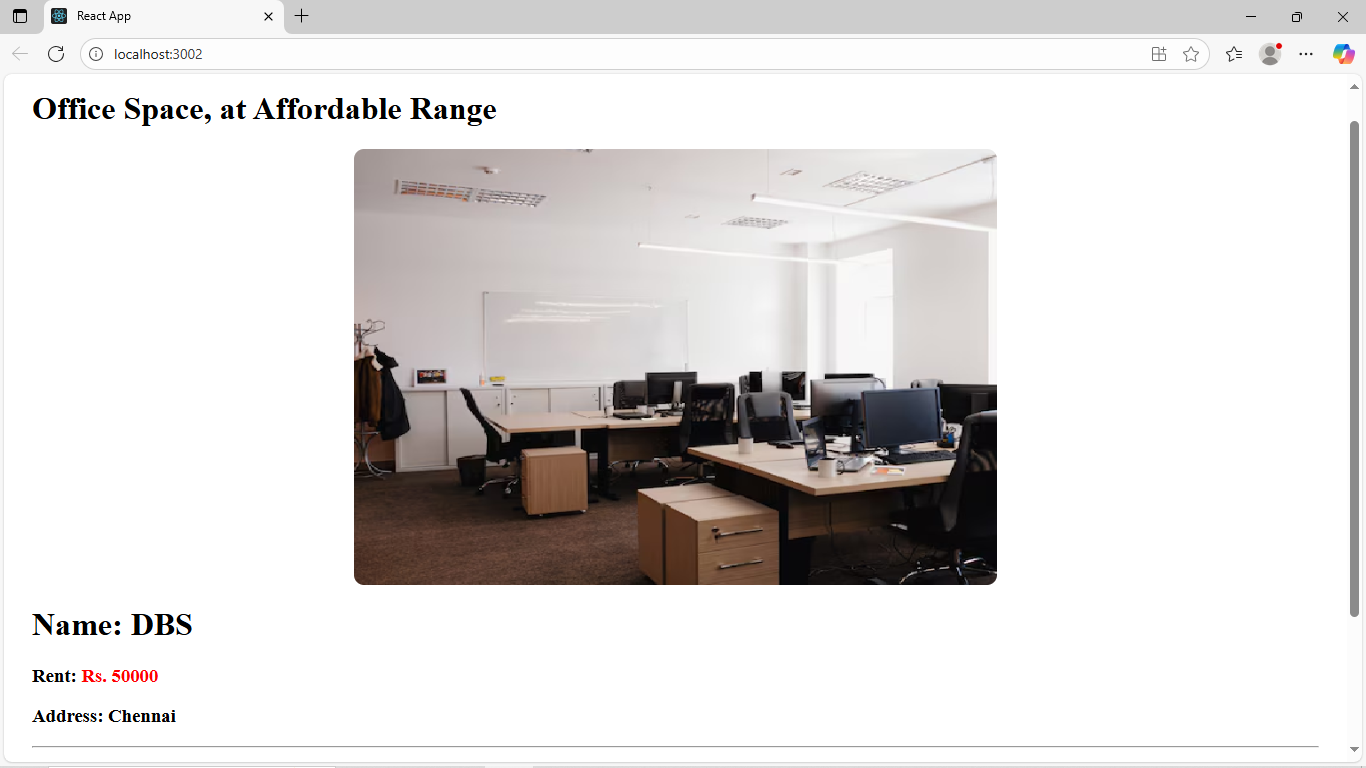 React App
localhost:3002
Office Space, at Affordable Range
Name: DBS
Rent: Rs. 50000
Address: Chennai